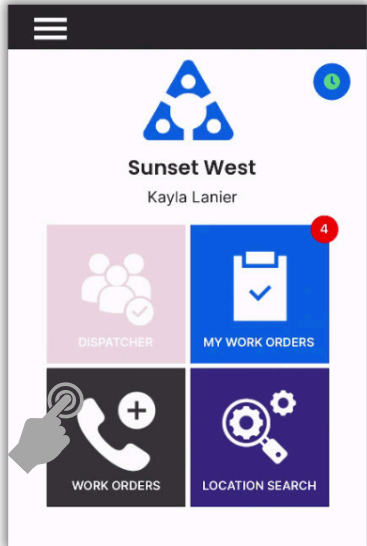 Sunset West
Kayla Lanier
4
DISPATCHER
MY WORK ORDERS
WORK ORDERS
LOCATION SEARCH